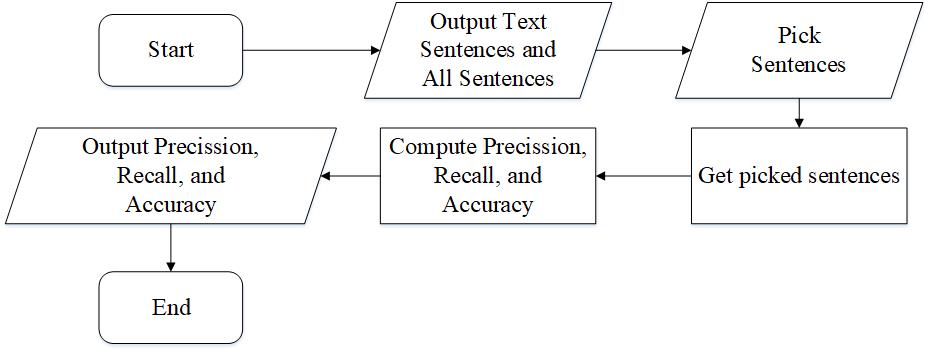 Start
Output Text
Sentences and
All Sentences
Pick
Sentences
Get picked sentences
Compute Precission,
Recall, and
Accuracy
Output Precission,
Recall, and
Accuracy
End